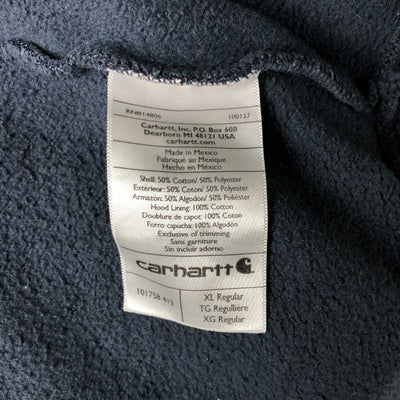 RN#14806 100127
Carhartt, Inc. P.O. Box 600
Dearborn MI 48121 USA
carhartt.com
Made in Mexico
Fabriqué au Mexique
Hecho en México
Shell: 50% Cotton/ 50% Polyester
Extérieur: 50% Coton/ 50% Polyester
Armazón: 50% Algodón/ 50% Poliéster
Hood Lining: 100% Cotton
Doublure de capot: 100% Coton
Forro capucha: 100% Algodón
Exclusive of trimming
Sans garniture
Sin incluir adorno
carhartt
101758 412
XL Regular
TG Regullière
XG Regular